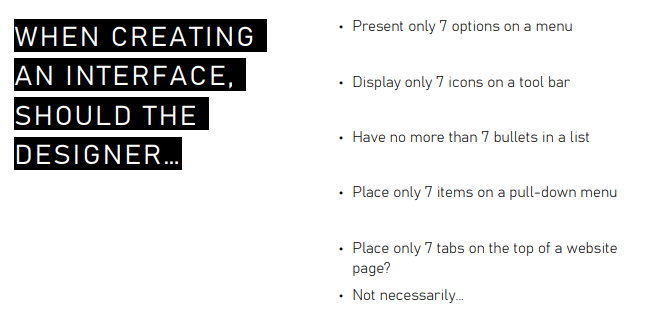 WHEN CREATING
AN INTERFACE,
SHOULD THE
DESIGNER...
• Present only 7 options on a menu
• Display only 7 icons on a tool bar
• Have no more than 7 bullets in a list
• Place only 7 items on a pull-down menu
• Place only 7 tabs on the top of a website
page?
• Not necessarily...